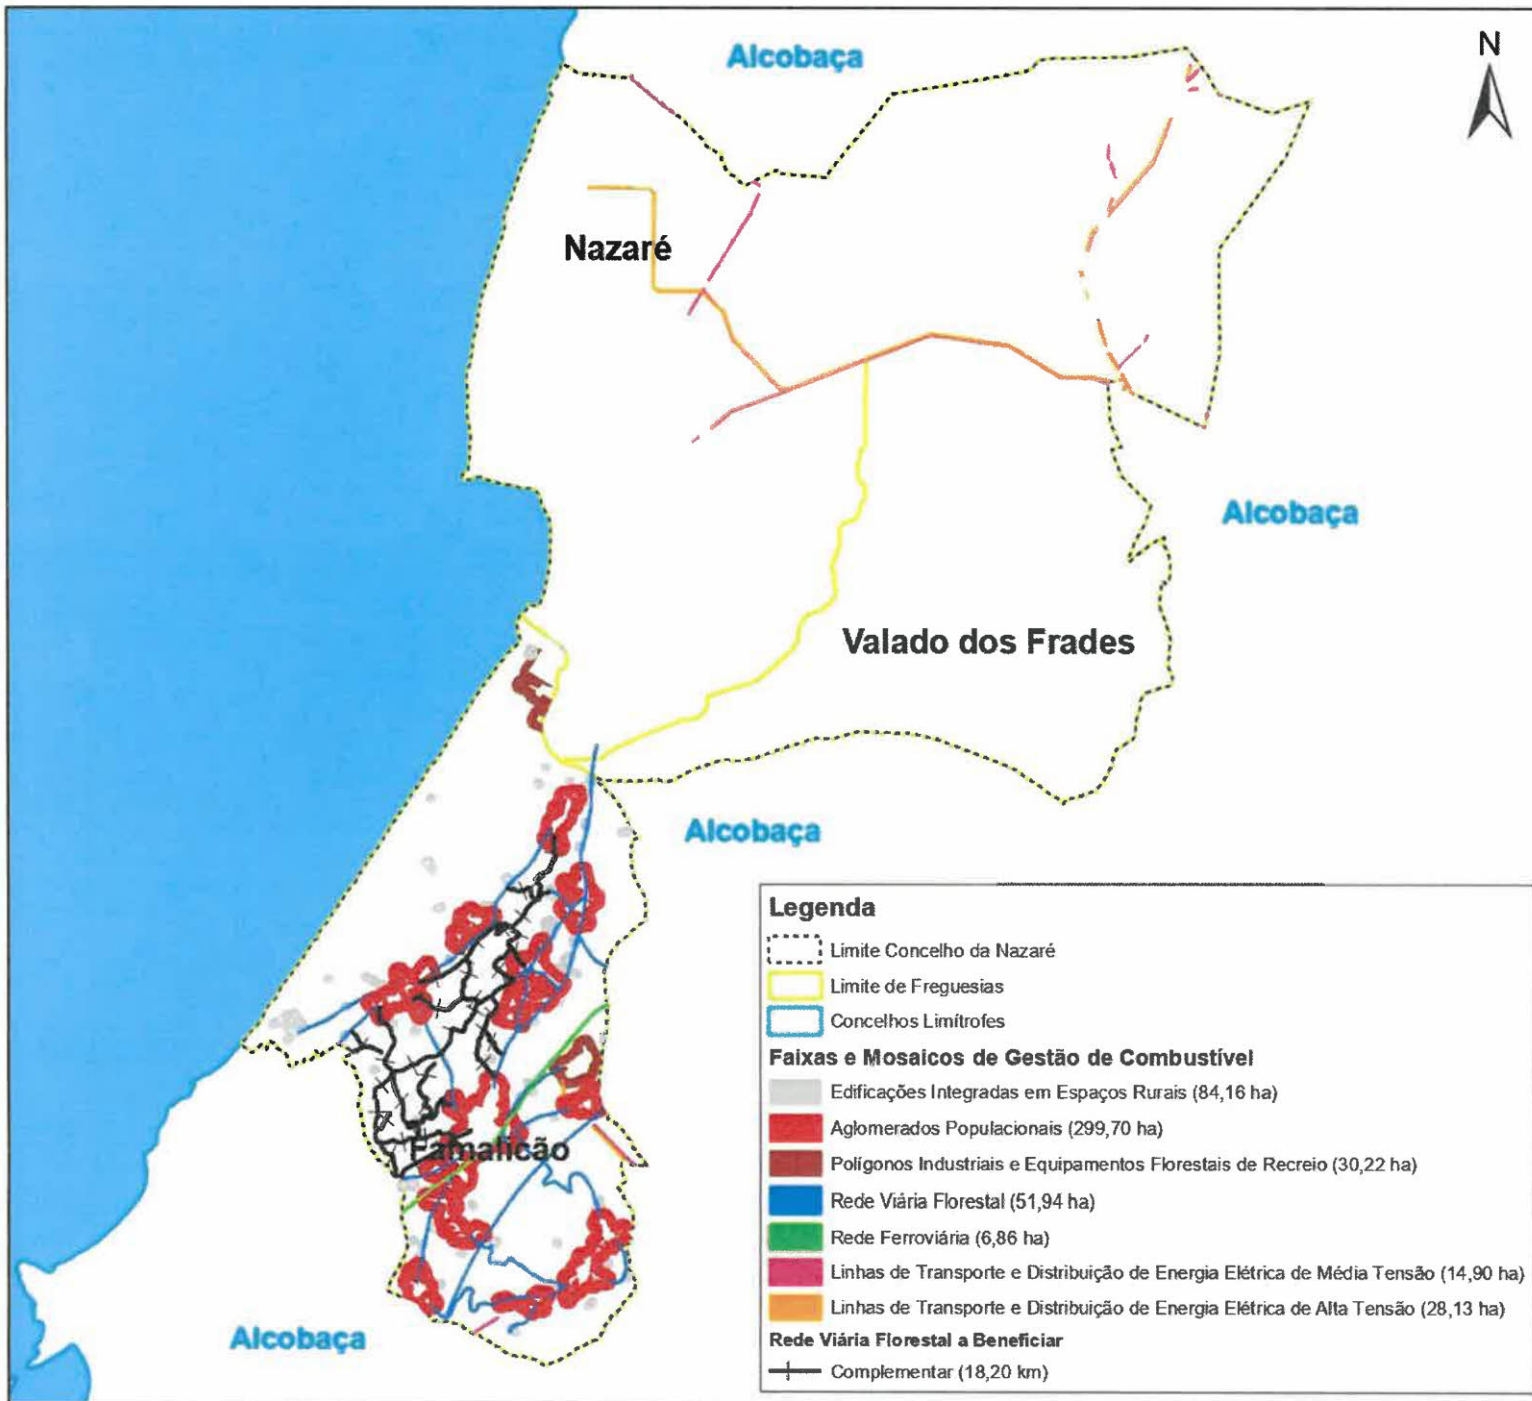 Alcobaça
N
Nazaré
Alcobaça
Valado dos Frades
Alcobaça
Famalicão
Alcobaça
Legenda
Limite Concelho da Nazaré
Limite de Freguesias
Concelhos Limítrofes
Faixas e Mosaicos de Gestão de Combustível
Edificações Integradas em Espaços Rurais (84,16 ha)
Aglomerados Populacionais (299,70 ha)
Polígonos Industriais e Equipamentos Florestais de Recreio (30,22 ha)
Rede Viária Florestal (51,94 ha)
Rede Ferroviária (6,86 ha)
Linhas de Transporte e Distribuição de Energia Elétrica de Média Tensão (14,90 ha)
Linhas de Transporte e Distribuição de Energia Elétrica de Alta Tensão (28,13 ha)
Rede Viária Florestal a Beneficiar
Complementar (18,20 km)